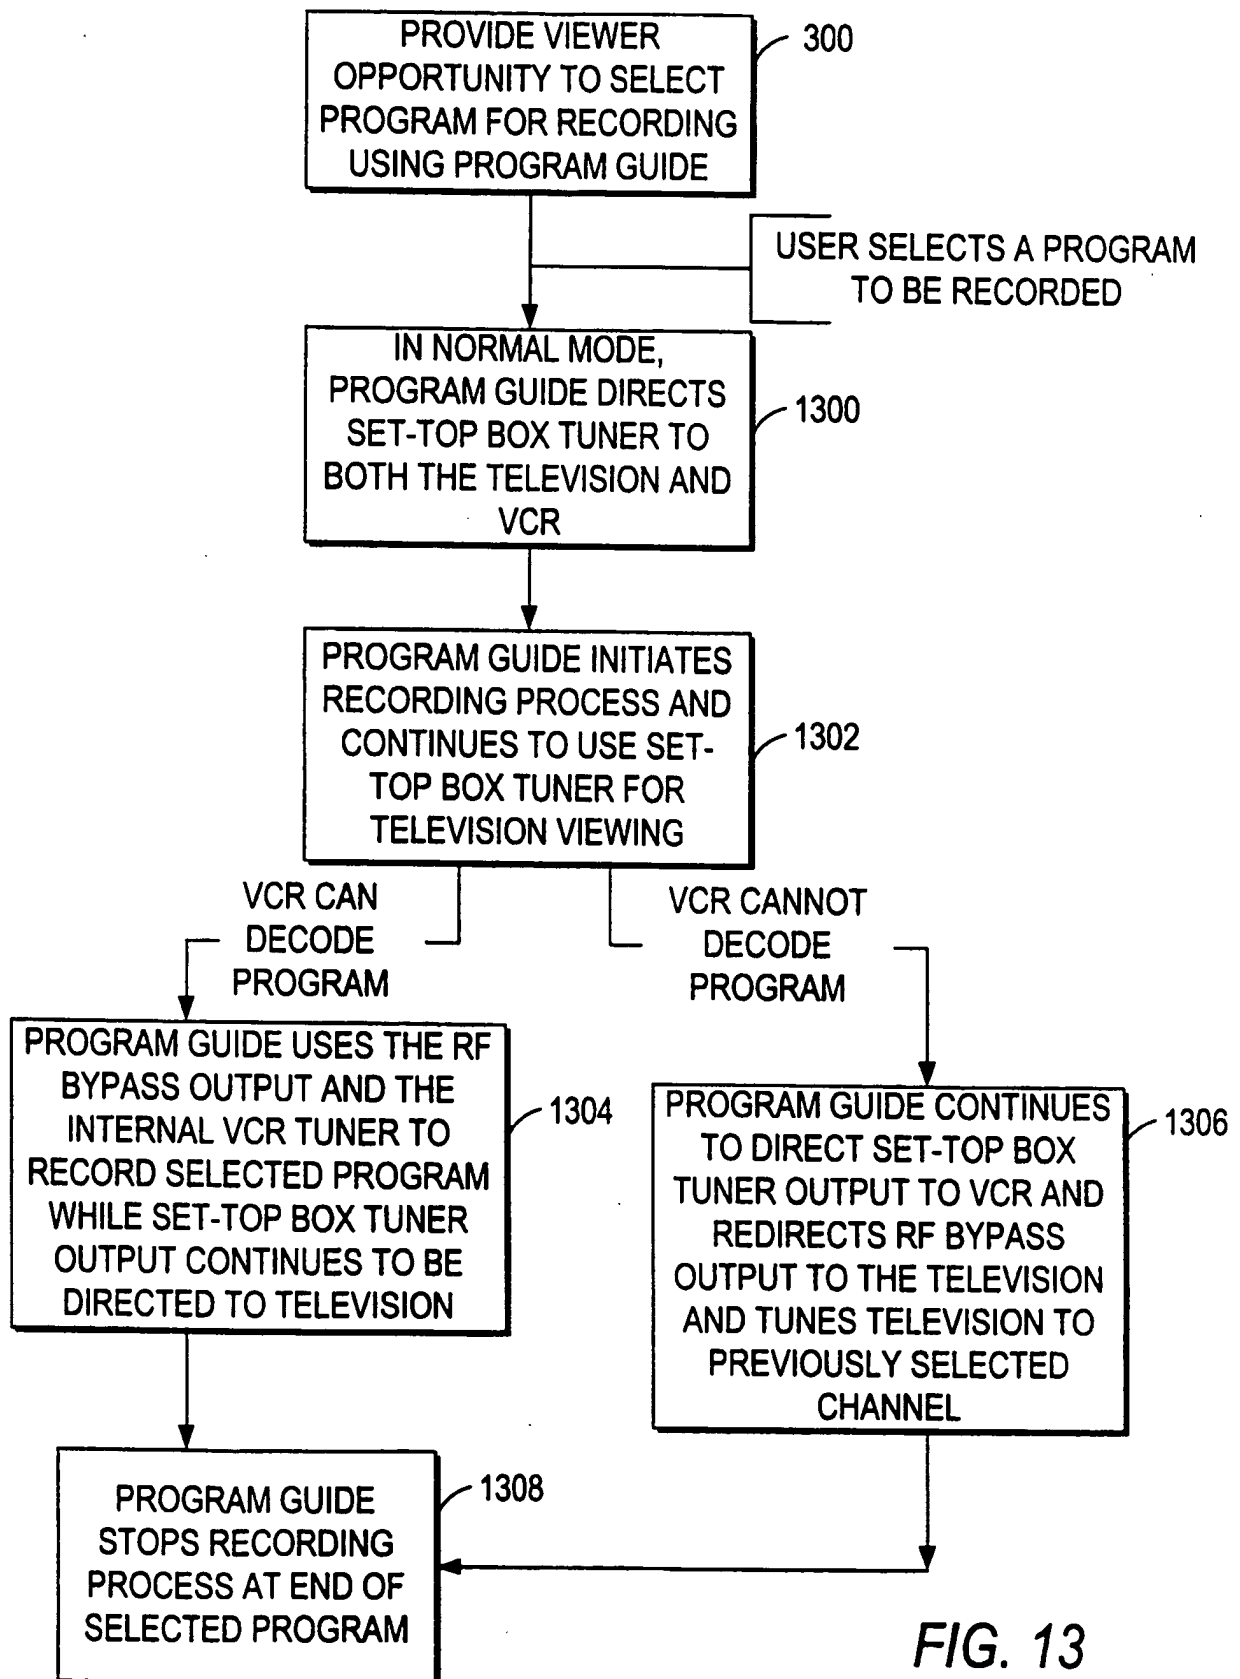 PROVIDE VIEWER
OPPORTUNITY TO SELECT
PROGRAM FOR RECORDING
USING PROGRAM GUIDE
300
USER SELECTS A PROGRAM
TO BE RECORDED
IN NORMAL MODE,
PROGRAM GUIDE DIRECTS
SET-TOP BOX TUNER TO
BOTH THE TELEVISION AND
VCR
1300
PROGRAM GUIDE INITIATES
RECORDING PROCESS AND
CONTINUES TO USE SET-
TOP BOX TUNER FOR
TELEVISION VIEWING
1302
VCR CAN
DECODE
PROGRAM
VCR CANNOT
DECODE
PROGRAM
PROGRAM GUIDE USES THE RF
BYPASS OUTPUT AND THE
INTERNAL VCR TUNER TO
RECORD SELECTED PROGRAM
WHILE SET-TOP BOX TUNER
OUTPUT CONTINUES TO BE
DIRECTED TO TELEVISION
1304
PROGRAM GUIDE CONTINUES
TO DIRECT SET-TOP BOX
TUNER OUTPUT TO VCR AND
REDIRECTS RF BYPASS
OUTPUT TO THE TELEVISION
AND TUNES TELEVISION TO
PREVIOUSLY SELECTED
CHANNEL
1306
PROGRAM GUIDE
STOPS RECORDING
PROCESS AT END OF
SELECTED PROGRAM
1308
FIG. 13